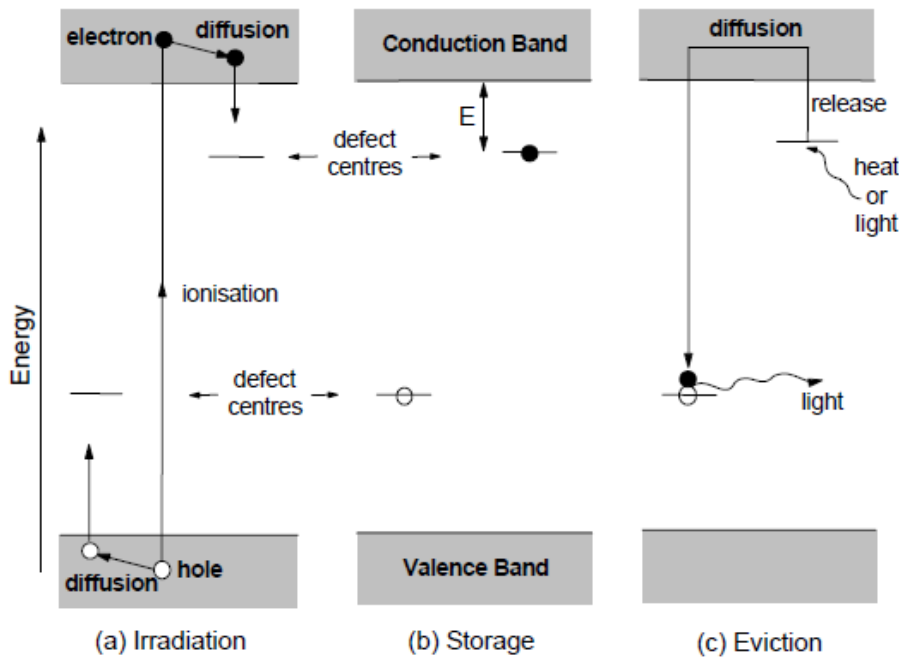 electron
diffusion
Conduction Band
diffusion
E
release
defect
centres
heat
or
light
Energy
ionisation
defect
centres
light
diffusion
hole
Valence Band
(a) Irradiation
(b) Storage
(c) Eviction